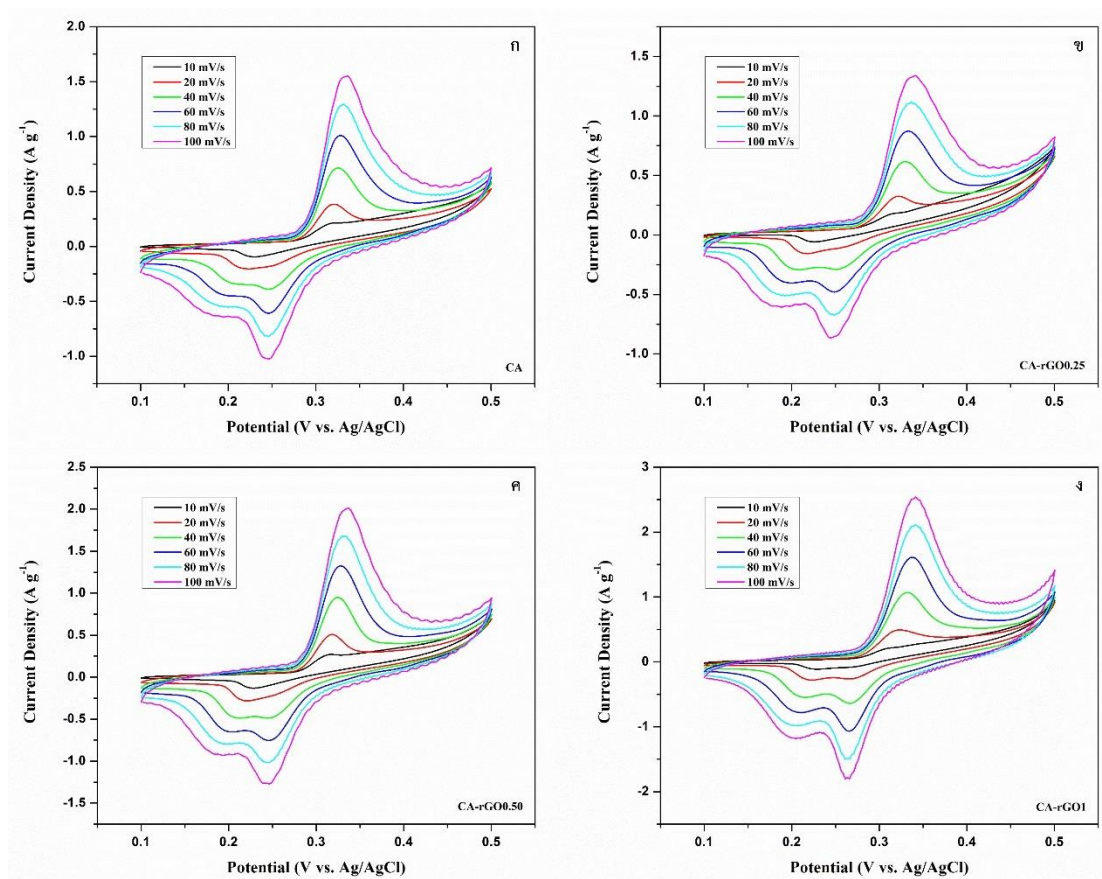 ก
2.0
1.5
1.0
0.5
0.0
-0.5
-1.0
Current Density (A g⁻¹)
10 mV/s
20 mV/s
40 mV/s
60 mV/s
80 mV/s
100 mV/s
CA
0.1 0.2 0.3 0.4 0.5
Potential (V vs. Ag/AgCl)
ข
1.5
1.0
0.5
0.0
-0.5
-1.0
Current Density (A g⁻¹)
10 mV/s
20 mV/s
40 mV/s
60 mV/s
80 mV/s
100 mV/s
CA-rGO0.25
0.1 0.2 0.3 0.4 0.5
Potential (V vs. Ag/AgCl)
ค
2.5
2.0
1.5
1.0
0.5
0.0
-0.5
-1.0
-1.5
Current Density (A g⁻¹)
10 mV/s
20 mV/s
40 mV/s
60 mV/s
80 mV/s
100 mV/s
CA-rGO0.50
0.1 0.2 0.3 0.4 0.5
Potential (V vs. Ag/AgCl)
ง
3
2
1
0
-1
-2
Current Density (A g⁻¹)
10 mV/s
20 mV/s
40 mV/s
60 mV/s
80 mV/s
100 mV/s
CA-rGO1
0.1 0.2 0.3 0.4 0.5
Potential (V vs. Ag/AgCl)